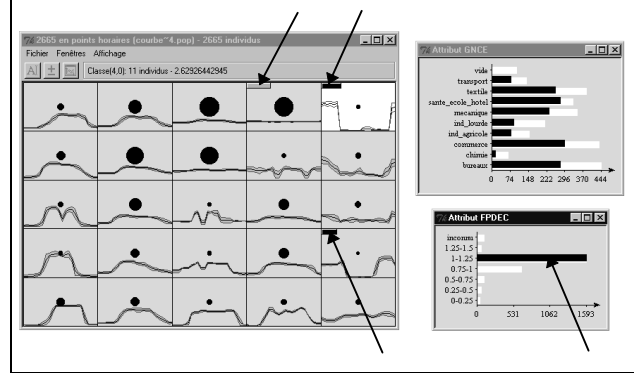 2665 en points horaires (courbe~4.pop) - 2665 individus
Fichier Fenêtres Affichage
Classe(4,0): 11 individus - 2.62926442945
Attribut GNCE
vide
transport
textile
sante_ecole_hotel
mecanique
ind_lourde
ind_agricole
commerce
chimie
bureaux
0 74 148 222 296 370 444
Attribut FPDEC
inconnu
1.25-1.5
1-1.25
0.75-1
0.5-0.75
0.25-0.5
0-0.25
0 531 1062 1593